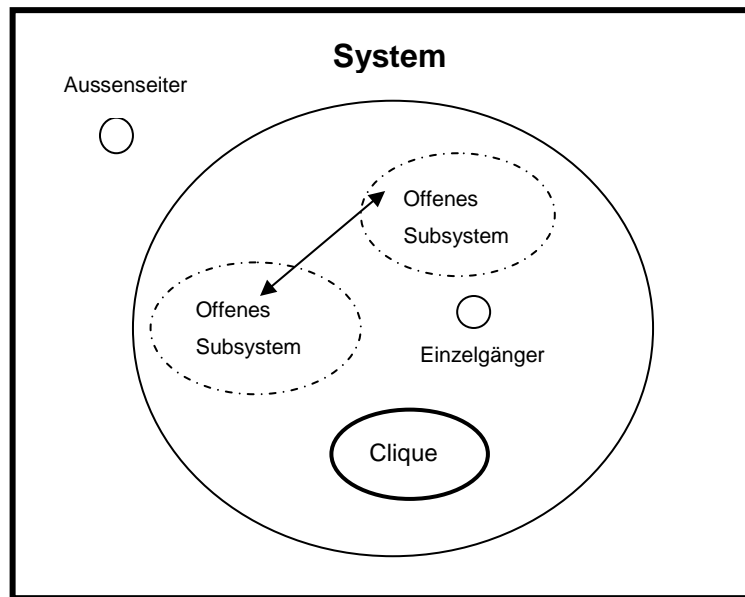 System
Aussenseiter
Offenes
Subsystem
Offenes
Subsystem
Einzelgänger
Clique